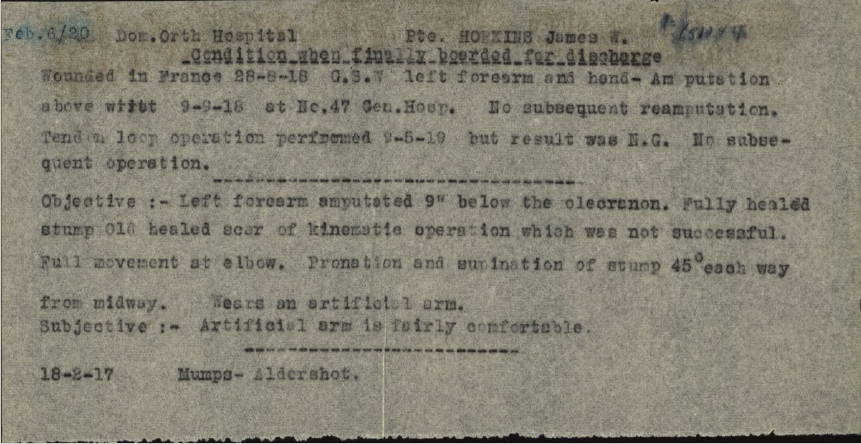 Feb.6/20 Dom.Orth Hospital Pte. HOPKINS James W.
Condition when finally boarded for discharge
Wounded in France 28-8-18 G.S.W left forearm and hand- Am putation
above writst 9-9-18 at No.47 Gen.Hosp. No subsequent reamputation.
Tendon loop operation perfromed 9-5-19 but result was N.G. No subse-
quent operation.
Objective :- Left forearm amputated 9" below the olecranon. Fully healed
stump Old healed scar of kinematic operation which was not successful.
Full movement at elbow. Pronation and supination of stump 45° each way
from midway. Wears an artificial arm.
Subjective :- Artificial arm is fairly comfortable.
18-2-17 Mumps- Aldershot.